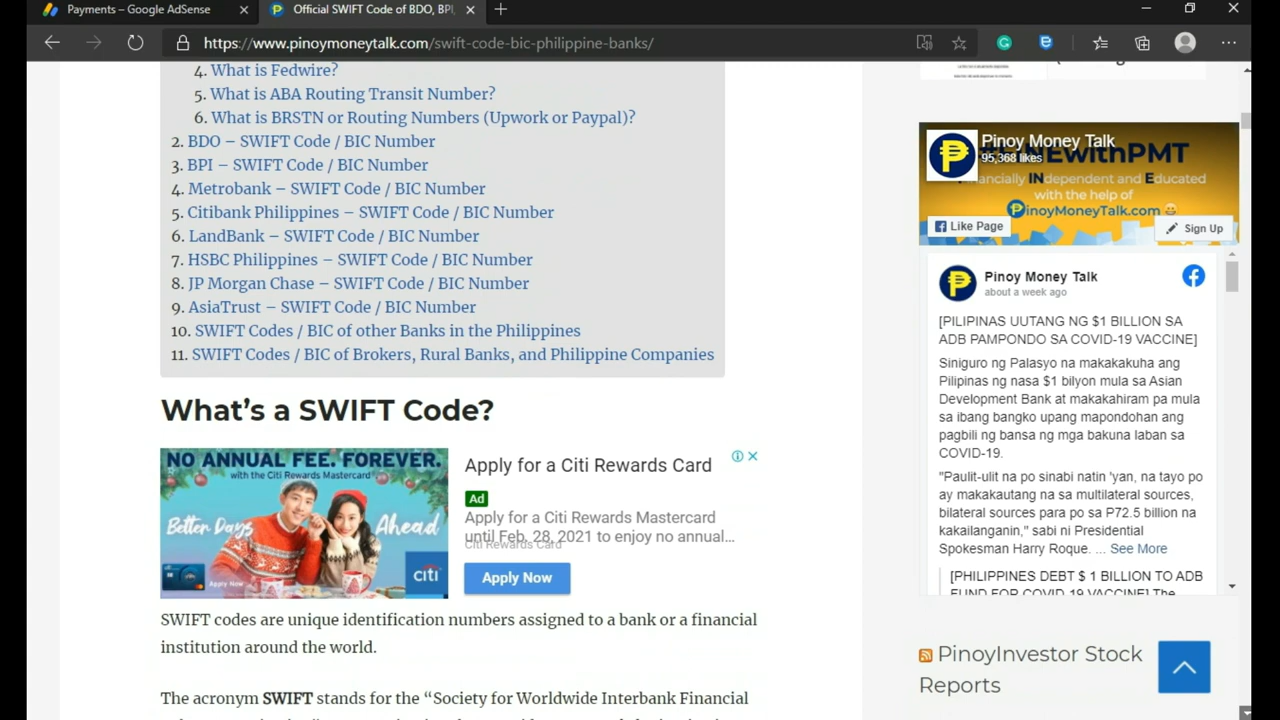 Payments – Google AdSense
Official SWIFT Code of BDO, BPI,
https://www.pinoymoneytalk.com/swift-code-bic-philippine-banks/
4. What is Fedwire?
5. What is ABA Routing Transit Number?
6. What is BRSTN or Routing Numbers (Upwork or Paypal)?
2. BDO – SWIFT Code / BIC Number
3. BPI – SWIFT Code / BIC Number
4. Metrobank – SWIFT Code / BIC Number
5. Citibank Philippines – SWIFT Code / BIC Number
6. LandBank – SWIFT Code / BIC Number
7. HSBC Philippines – SWIFT Code / BIC Number
8. JP Morgan Chase – SWIFT Code / BIC Number
9. AsiaTrust – SWIFT Code / BIC Number
10. SWIFT Codes / BIC of other Banks in the Philippines
11. SWIFT Codes / BIC of Brokers, Rural Banks, and Philippine Companies
What's a SWIFT Code?
NO ANNUAL FEE. FOREVER.
with the Citi Rewards Mastercard
Better Days
Ahead
Apply Now
citi
Apply for a Citi Rewards Card
Ad
Apply for a Citi Rewards Mastercard
until Feb. 28, 2021 to enjoy no annual...
Citi Rewards Card
Apply Now
SWIFT codes are unique identification numbers assigned to a bank or a financial
institution around the world.
The acronym SWIFT stands for the “Society for Worldwide Interbank Financial
Pinoy Money Talk
95,368 likes
NEwithPMT
Financially INdependent and Educated
with the help of
PinoyMoneyTalk.com
Like Page
Sign Up
Pinoy Money Talk
about a week ago
[PILIPINAS UUTANG NG $1 BILLION SA
ADB PAMPONDO SA COVID-19 VACCINE]
Siniguro ng Palasyo na makakakuha ang
Pilipinas ng nasa $1 bilyon mula sa Asian
Development Bank at makakahiram pa mula
sa ibang bangko upang mapondohan ang
pagbili ng bansa ng mga bakuna laban sa
COVID-19.
"Paulit-ulit na po sinabi natin 'yan, na tayo po
ay makakautang na sa multilateral sources,
bilateral sources para po sa P72.5 billion na
kakailanganin," sabi ni Presidential
Spokesman Harry Roque. ... See More
[PHILIPPINES DEBT $ 1 BILLION TO ADB
FUND FOR COVID-19 VACCINE] The
PinoyInvestor Stock
Reports